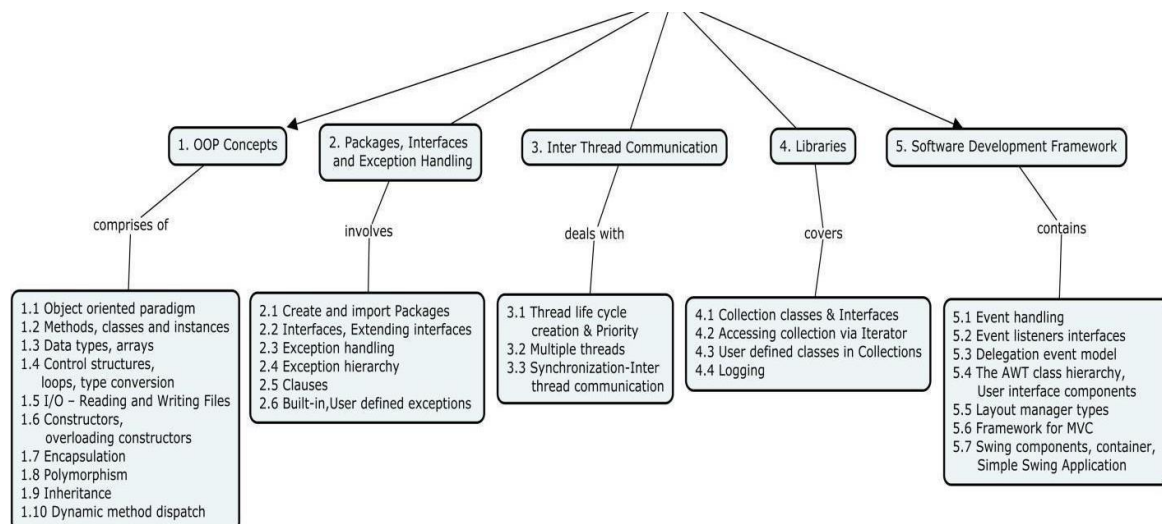 1. OOP Concepts
2. Packages, Interfaces
and Exception Handling
3. Inter Thread Communication
4. Libraries
5. Software Development Framework
comprises of
involves
deals with
covers
contains
1.1 Object oriented paradigm
1.2 Methods, classes and instances
1.3 Data types, arrays
1.4 Control structures,
loops, type conversion
1.5 I/O – Reading and Writing Files
1.6 Constructors,
overloading constructors
1.7 Encapsulation
1.8 Polymorphism
1.9 Inheritance
1.10 Dynamic method dispatch
2.1 Create and import Packages
2.2 Interfaces, Extending interfaces
2.3 Exception handling
2.4 Exception hierarchy
2.5 Clauses
2.6 Built-in,User defined exceptions
3.1 Thread life cycle
creation & Priority
3.2 Multiple threads
3.3 Synchronization-Inter
thread communication
4.1 Collection classes & Interfaces
4.2 Accessing collection via Iterator
4.3 User defined classes in Collections
4.4 Logging
5.1 Event handling
5.2 Event listeners interfaces
5.3 Delegation event model
5.4 The AWT class hierarchy,
User interface components
5.5 Layout manager types
5.6 Framework for MVC
5.7 Swing components, container,
Simple Swing Application